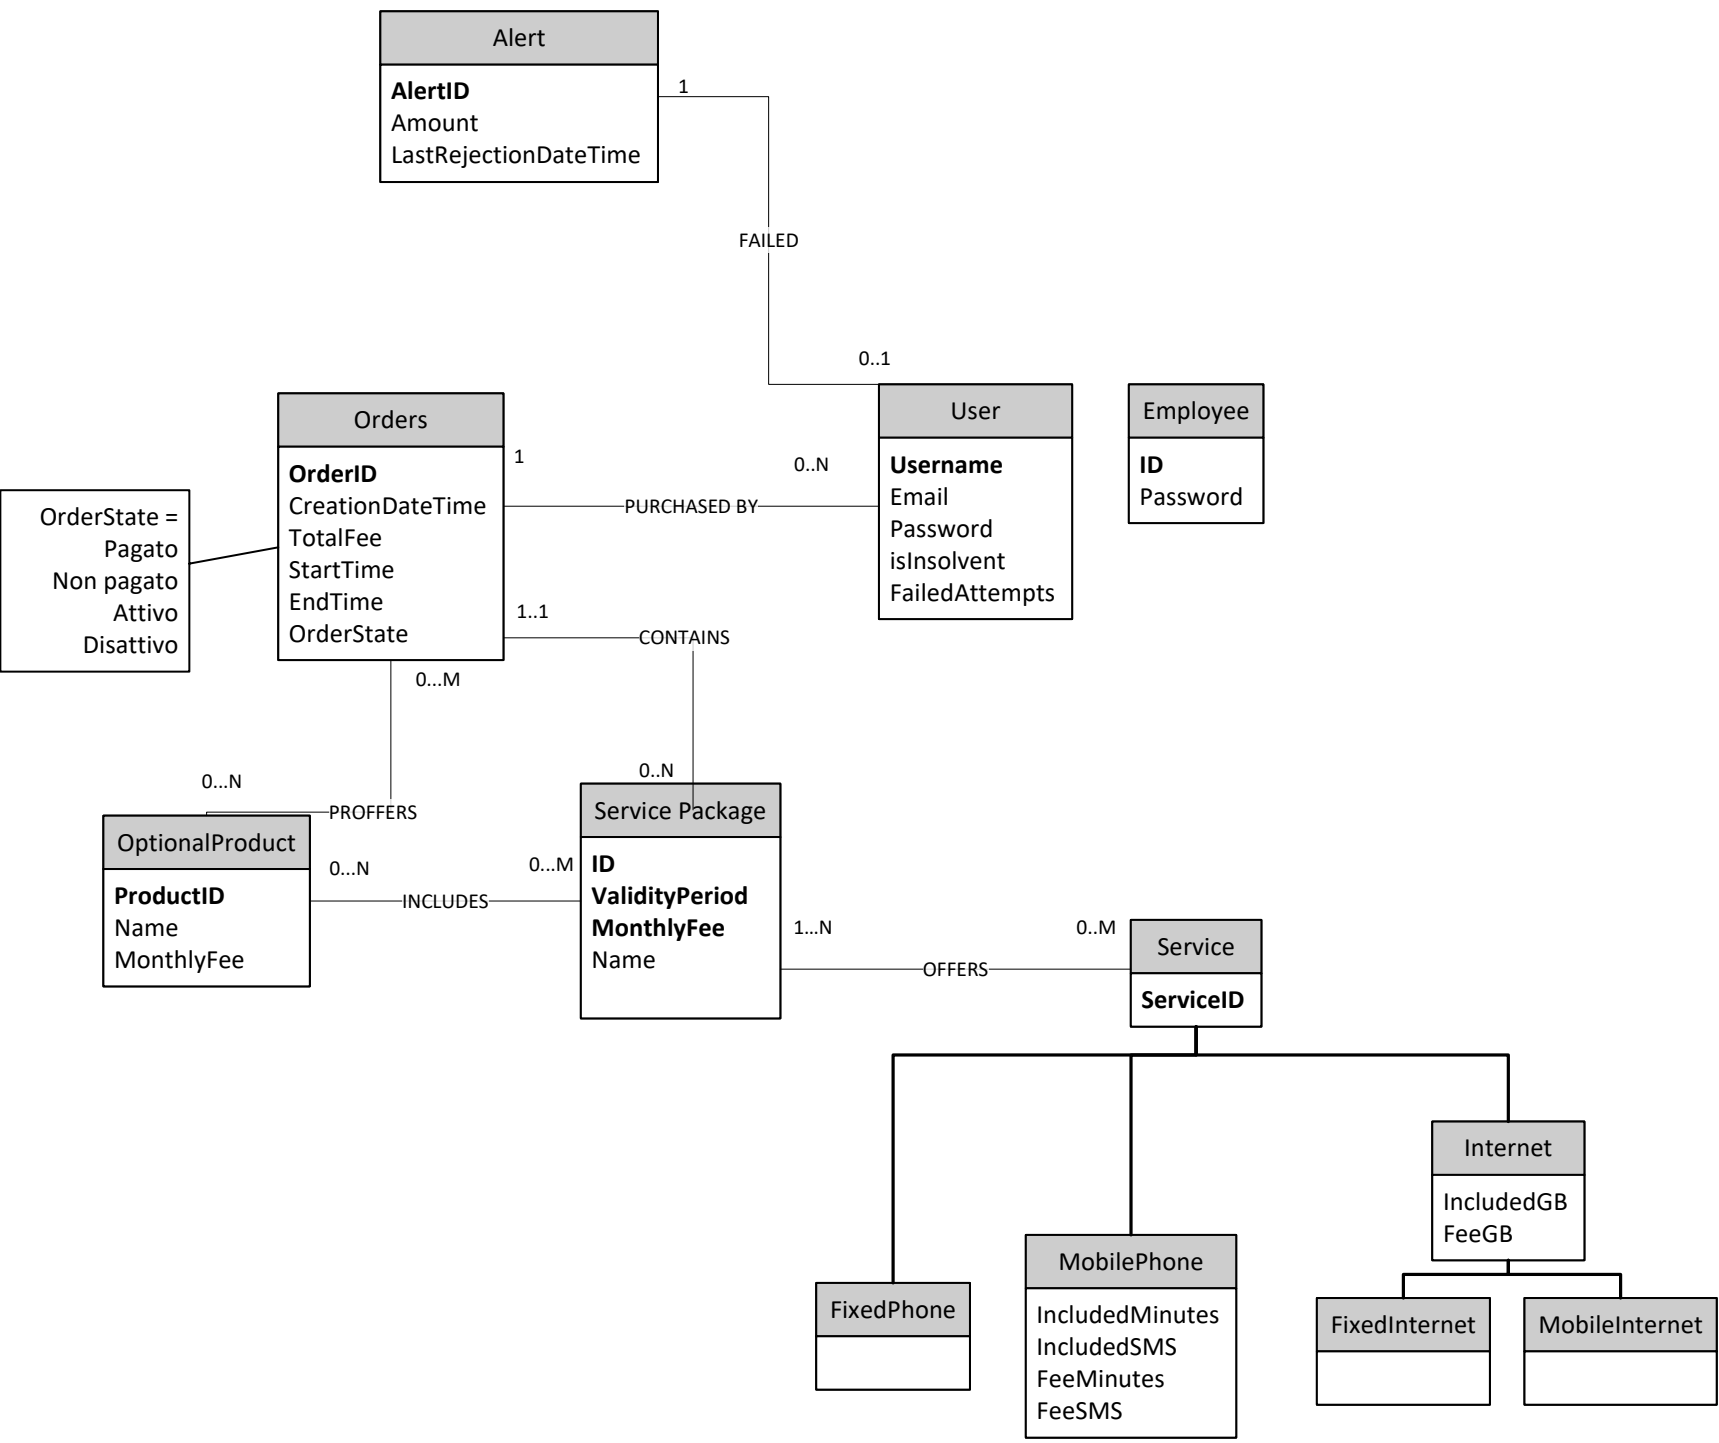 Alert
AlertID
Amount
LastRejectionDateTime
1
FAILED
0..1
User
Username
Email
Password
isInsolvent
FailedAttempts
Employee
ID
Password
Orders
OrderID
CreationDateTime
TotalFee
StartTime
EndTime
OrderState
1
0..N
PURCHASED BY
OrderState =
Pagato
Non pagato
Attivo
Disattivo
1..1
CONTAINS
0..N
0...M
0...N
PROFFERS
OptionalProduct
ProductID
Name
MonthlyFee
0...N
0...M
INCLUDES
Service Package
ID
ValidityPeriod
MonthlyFee
Name
1...N
0..M
OFFERS
Service
ServiceID
Internet
IncludedGB
FeeGB
FixedPhone
MobilePhone
IncludedMinutes
IncludedSMS
FeeMinutes
FeeSMS
FixedInternet
MobileInternet